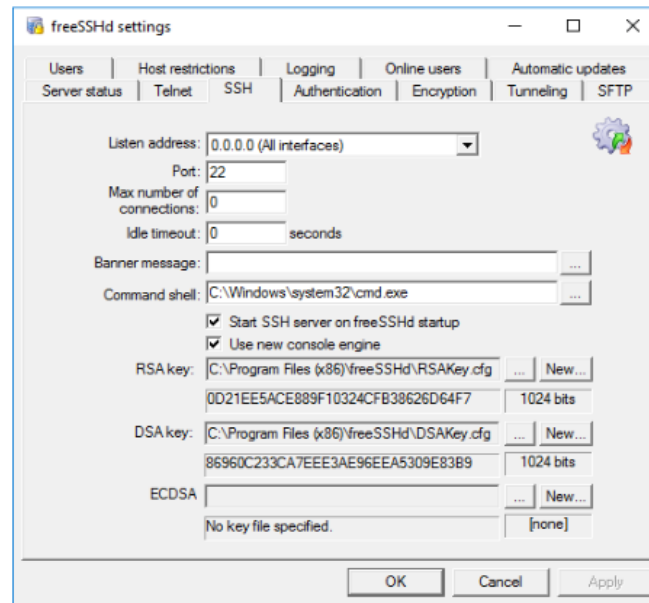 freeSSHd settings
Users Host restrictions Logging Online users Automatic updates
Server status Telnet SSH Authentication Encryption Tunneling SFTP
Listen address: 0.0.0.0 (All interfaces)
Port: 22
Max number of
connections: 0
Idle timeout: 0 seconds
Banner message: ...
Command shell: C:\Windows\system32\cmd.exe ...
Start SSH server on freeSSHd startup
Use new console engine
RSA key: C:\Program Files (x86)\freeSSHd\RSAKey.cfg ... New...
0D21EE5ACE889F10324CFB38626D64F7 1024 bits
DSA key: C:\Program Files (x86)\freeSSHd\DSAKey.cfg ... New...
86960C233CA7EEE3AE96EEA5309E83B9 1024 bits
ECDSA ... New...
No key file specified. [none]
OK Cancel Apply